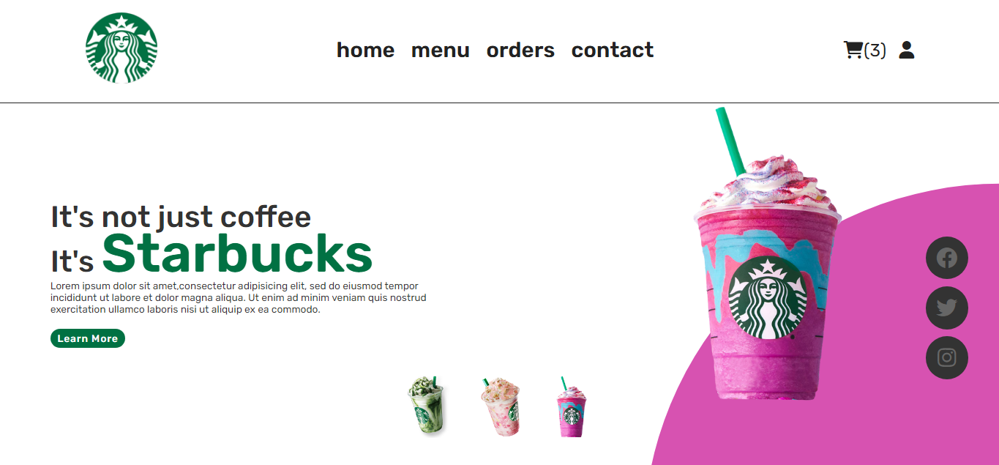 home menu orders contact (3)
It's not just coffee
It's Starbucks
Lorem ipsum dolor sit amet,consectetur adipisicing elit, sed do eiusmod tempor
incididunt ut labore et dolor magna aliqua. Ut enim ad minim veniam quis nostrud
exercitation ullamco laboris nisi ut aliquip ex ea commodo.
Learn More